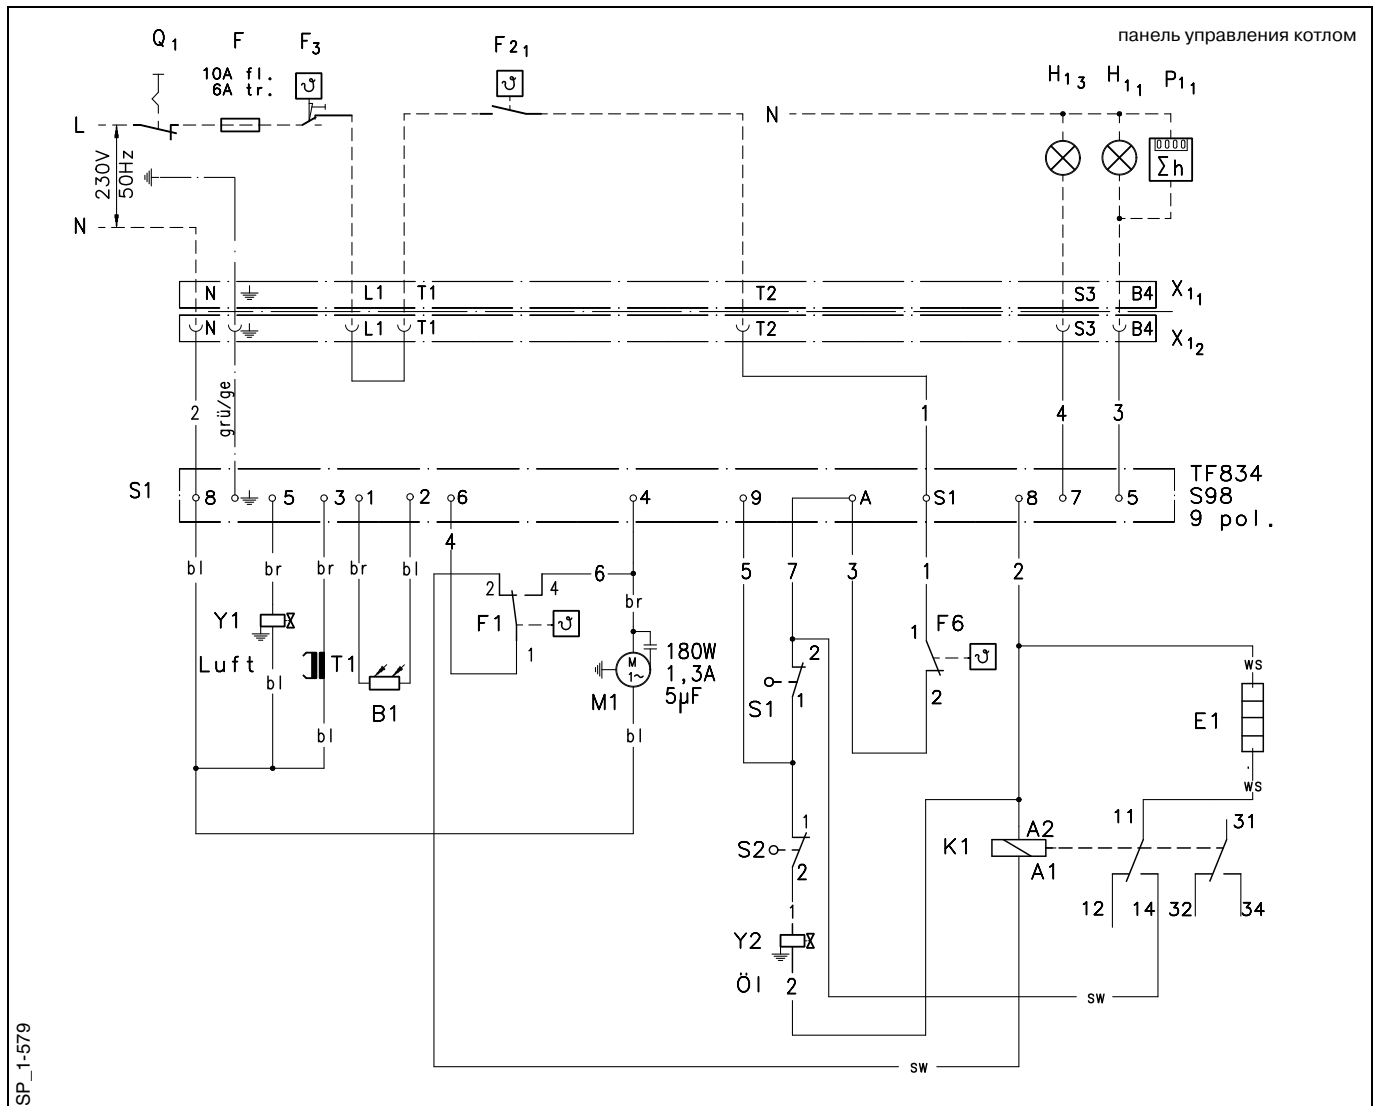 панель управления котлом
Q1 F F3 F21 H13 H11 P11
10A fl.
6A tr.
ϑ ϑ
L N
0000
Σh
230V
50Hz
N
N L1 T1 T2 S3 B4 X11
N L1 T1 T2 S3 B4 X12
2 grü/ge 1 4 3
TF834
S1 8 5 3 1 2 6 4 9 A S1 8 7 5 S98
9 pol.
4
bl br br br bl 2 4 6 5 7 3 1 2
br
Y1 F1 ϑ 1 F6
Luft T1 1 M 1~ 180W 2 ϑ ws
bl 1,3A
B1 M1 5µF S1 1 2 E1
bl bl
ws
11 31
1 K1 A2
S2 A1
2
12 14 32 34
1
Y2
Öl 2
sw
sw
SP_1-579